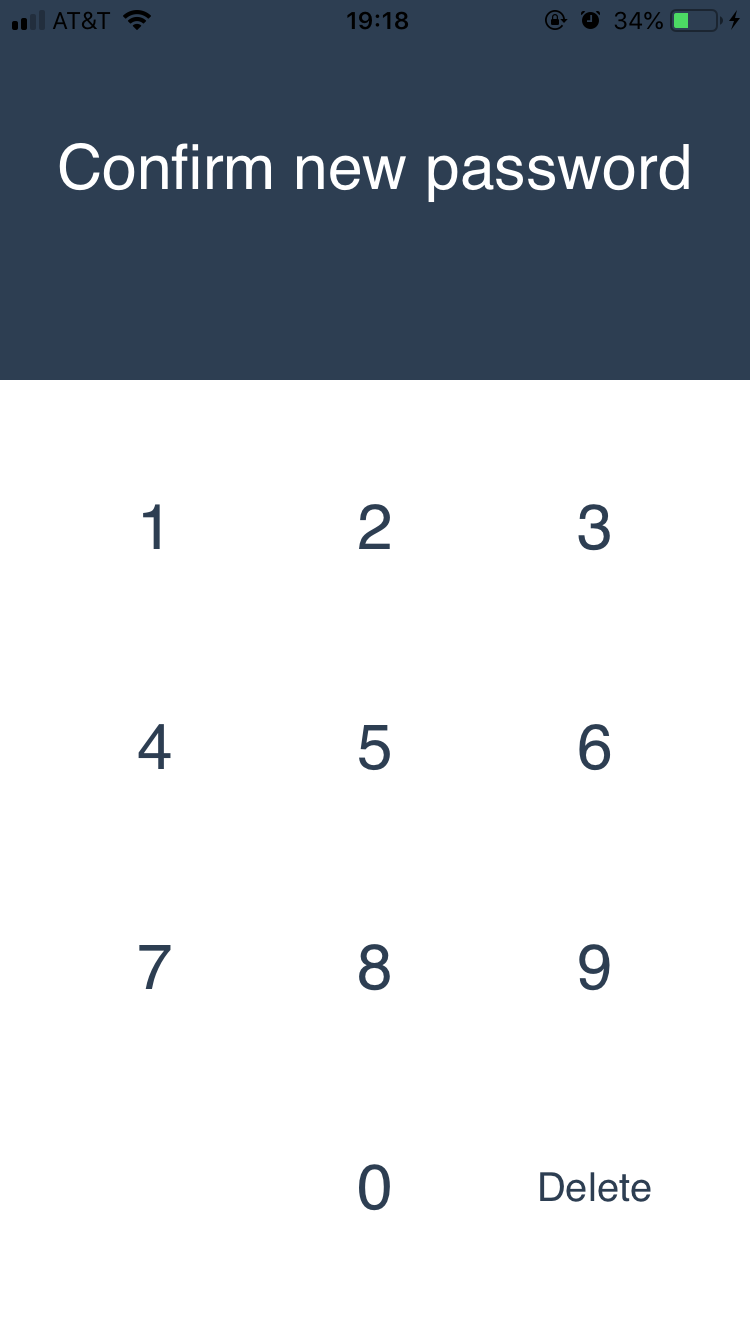 AT&T 19:18 34%
Confirm new password
1 2 3
4 5 6
7 8 9
0 Delete